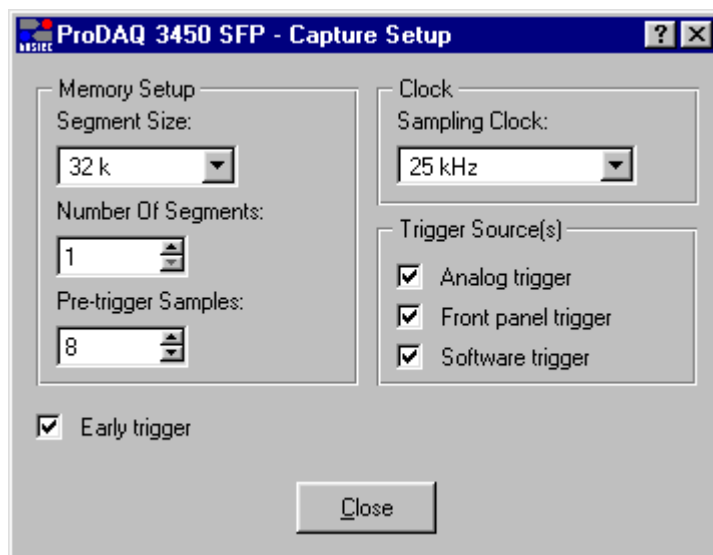 BUSTEC
ProDAQ 3450 SFP - Capture Setup
Memory Setup
Segment Size:
32 k
Number Of Segments:
1
Pre-trigger Samples:
8
Clock
Sampling Clock:
25 kHz
Trigger Source(s)
Analog trigger
Front panel trigger
Software trigger
Early trigger
Close